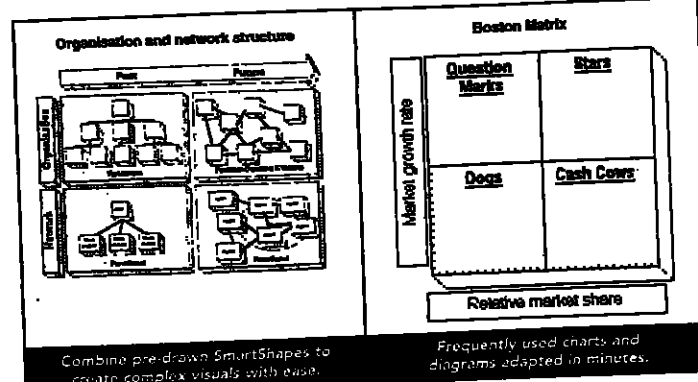 Organisation and network structure
Past Future
Organisation
Network
Functional
Boston Matrix
Market growth rate
Question
Marks
Stars
Dogs
Cash Cows
Relative market share
Combine pre-drawn SmartShapes to
create complex visuals with ease.
Frequently used charts and
diagrams adapted in minutes.